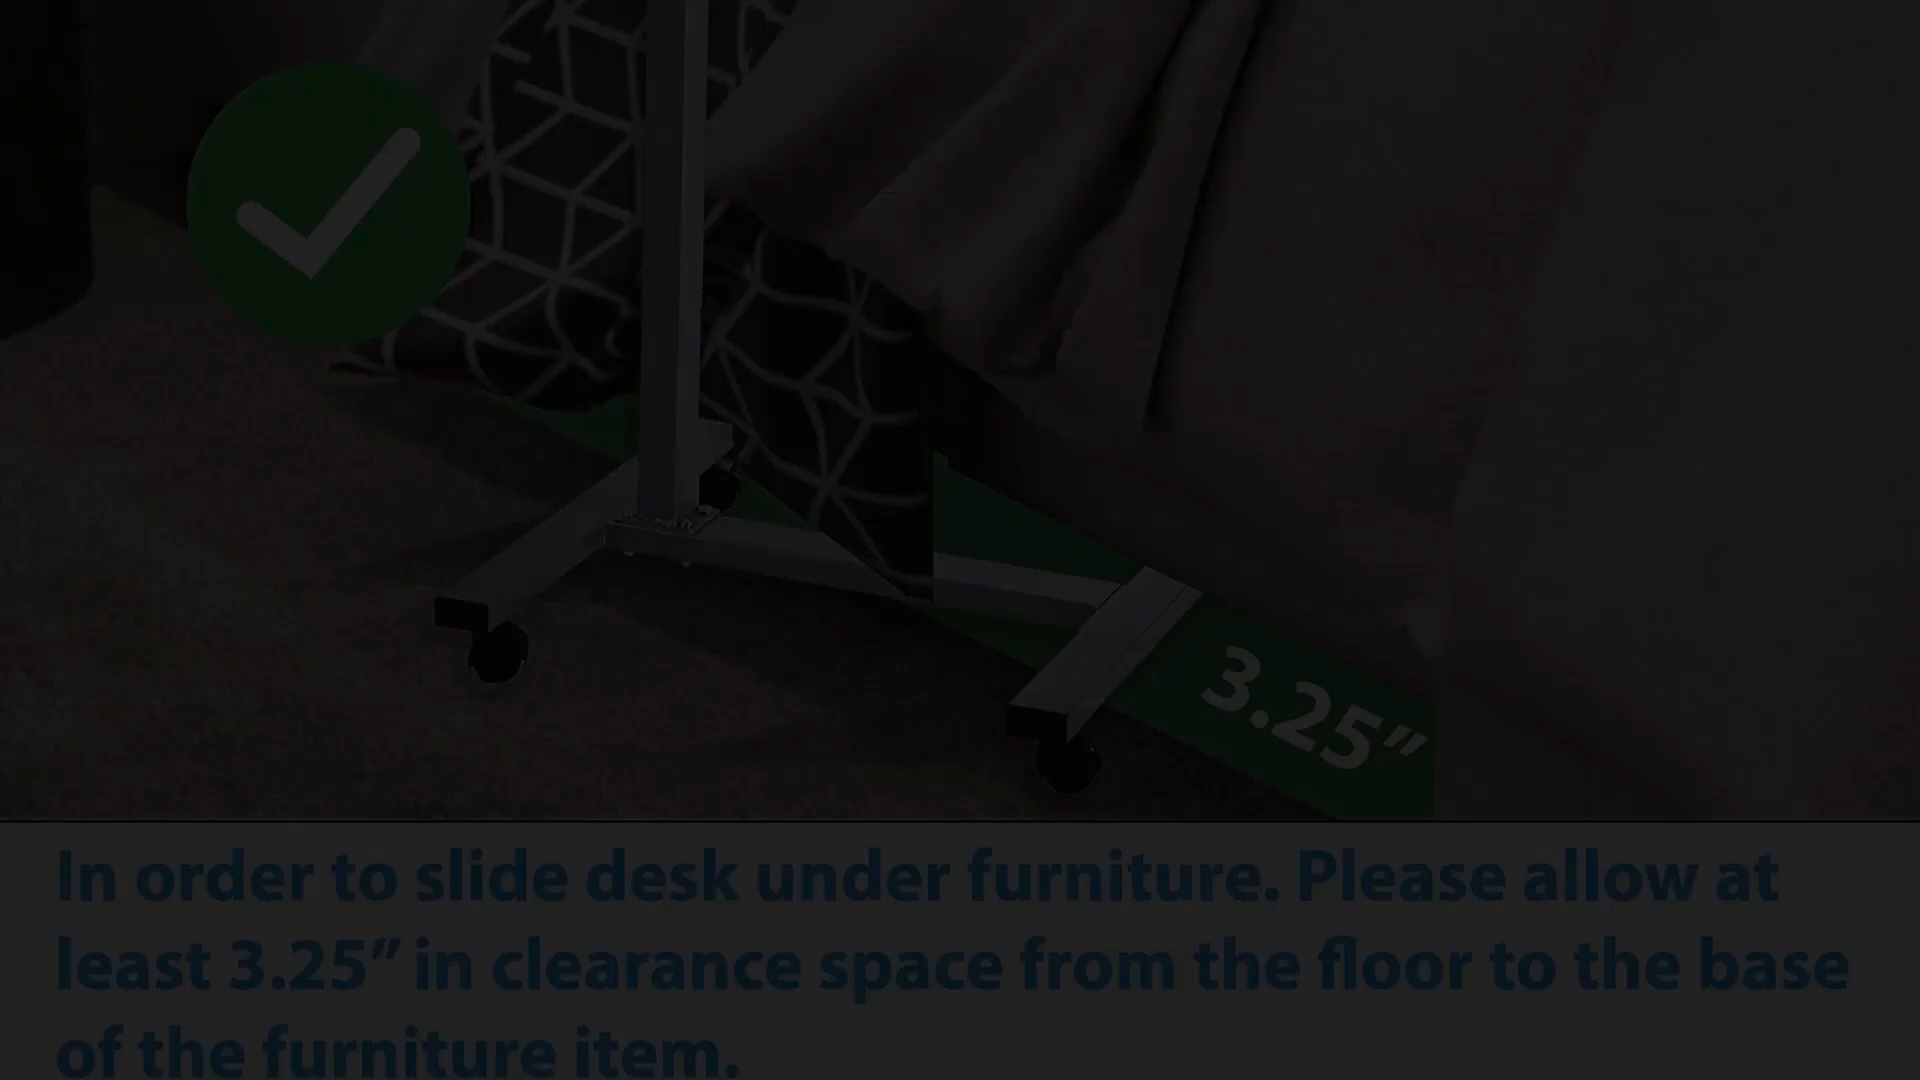 3.25”
In order to slide desk under furniture. Please allow at
least 3.25” in clearance space from the floor to the base
of the furniture item.